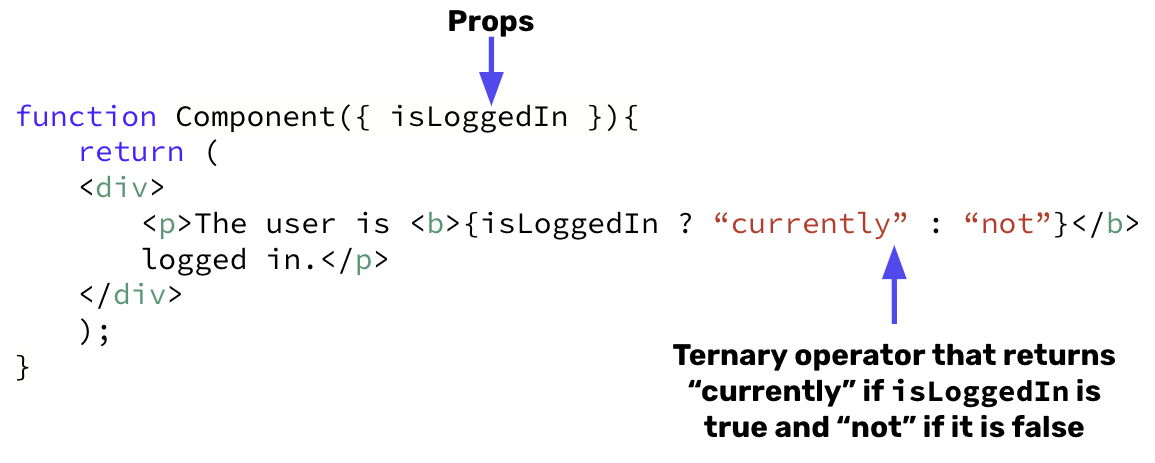 Props
function Component({ isLoggedIn }){
return (
<div>
<p>The user is <b>{isLoggedIn ? “currently” : “not”}</b>
logged in.</p>
</div>
);
}
Ternary operator that returns
“currently” if isLoggedIn is
true and “not” if it is false